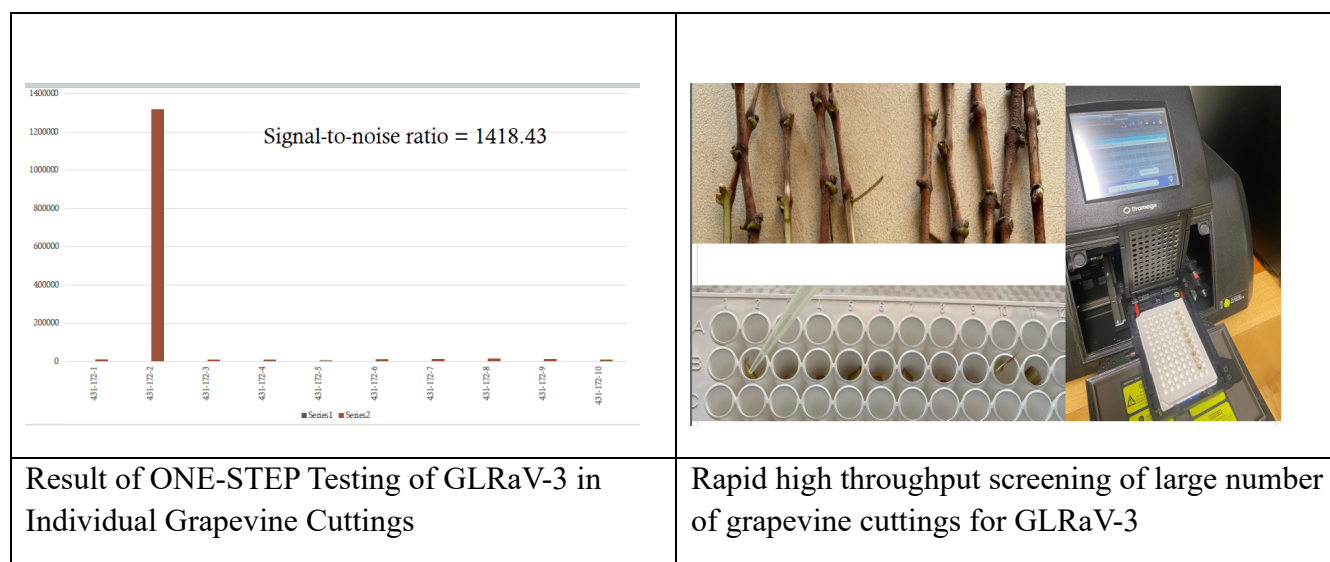 1400000
Signal-to-noise ratio = 1418.43
1200000
1000000
800000
600000
400000
200000
0
431-172-1
431-172-2
431-172-3
431-172-4
431-172-5
431-172-6
431-172-7
431-172-8
431-172-9
431-172-10
Series1 Series2
Promega
A
B
C
Result of ONE-STEP Testing of GLRaV-3 in
Individual Grapevine Cuttings
Rapid high throughput screening of large number
of grapevine cuttings for GLRaV-3